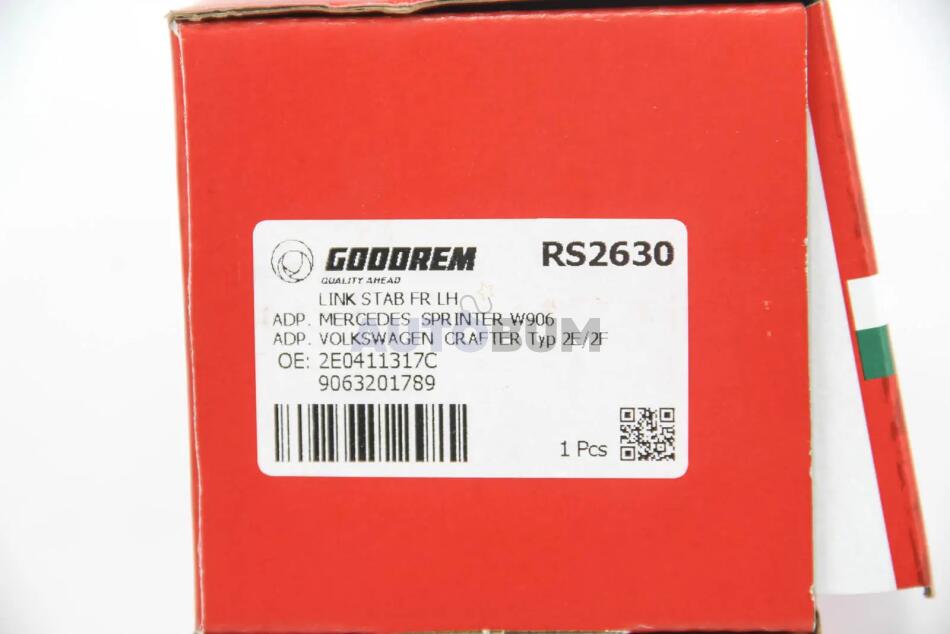 GOODREM
RS2630
QUALITY AHEAD
LINK STAB FR LH
ADP. MERCEDES SPRINTER W906
ADP. VOLKSWAGEN CRAFTER Typ 2E/2F
AUTOBUM
OE: 2E0411317C
9063201789
1 Pcs